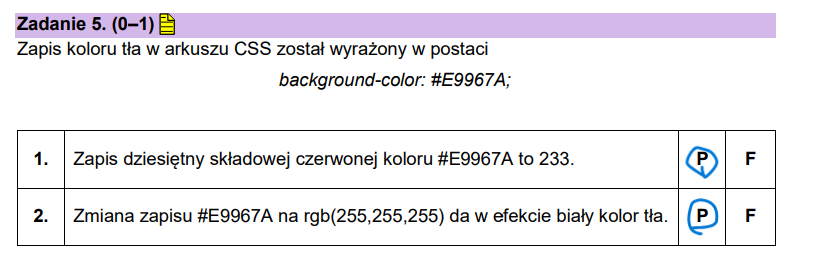 Zadanie 5. (0–1)
Zapis koloru tła w arkuszu CSS został wyrażony w postaci
background-color: #E9967A;
1. Zapis dziesiętny składowej czerwonej koloru #E9967A to 233. P F
2. Zmiana zapisu #E9967A na rgb(255,255,255) da w efekcie biały kolor tła. P F